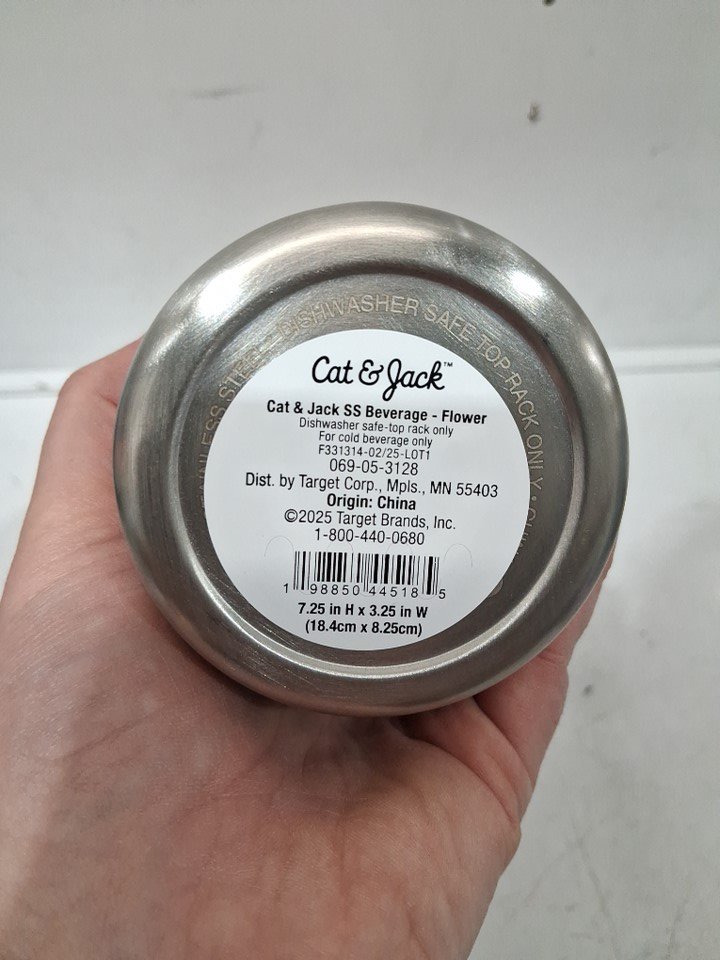 DISHWASHER SAFE TOP RACK ONLY •
Cat & Jack™
Cat & Jack SS Beverage - Flower
Dishwasher safe-top rack only
For cold beverage only
F331314-02/25-LOT1
069-05-3128
Dist. by Target Corp., Mpls., MN 55403
Origin: China
©2025 Target Brands, Inc.
1-800-440-0680
1 98850 44518 5
7.25 in H x 3.25 in W
(18.4cm x 8.25cm)